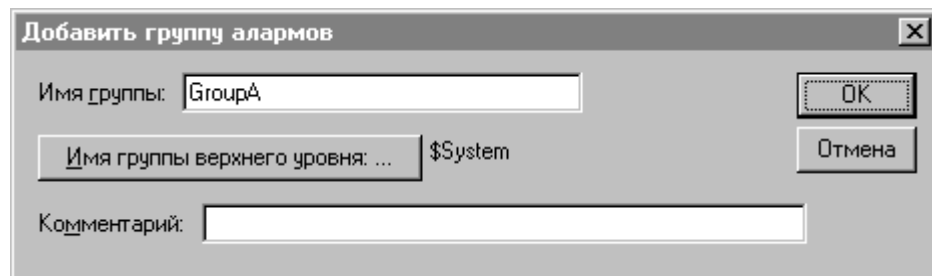 Добавить группу алармов
Имя группы: GroupA
OK
Имя группы верхнего уровня: ... $System
Отмена
Комментарий: